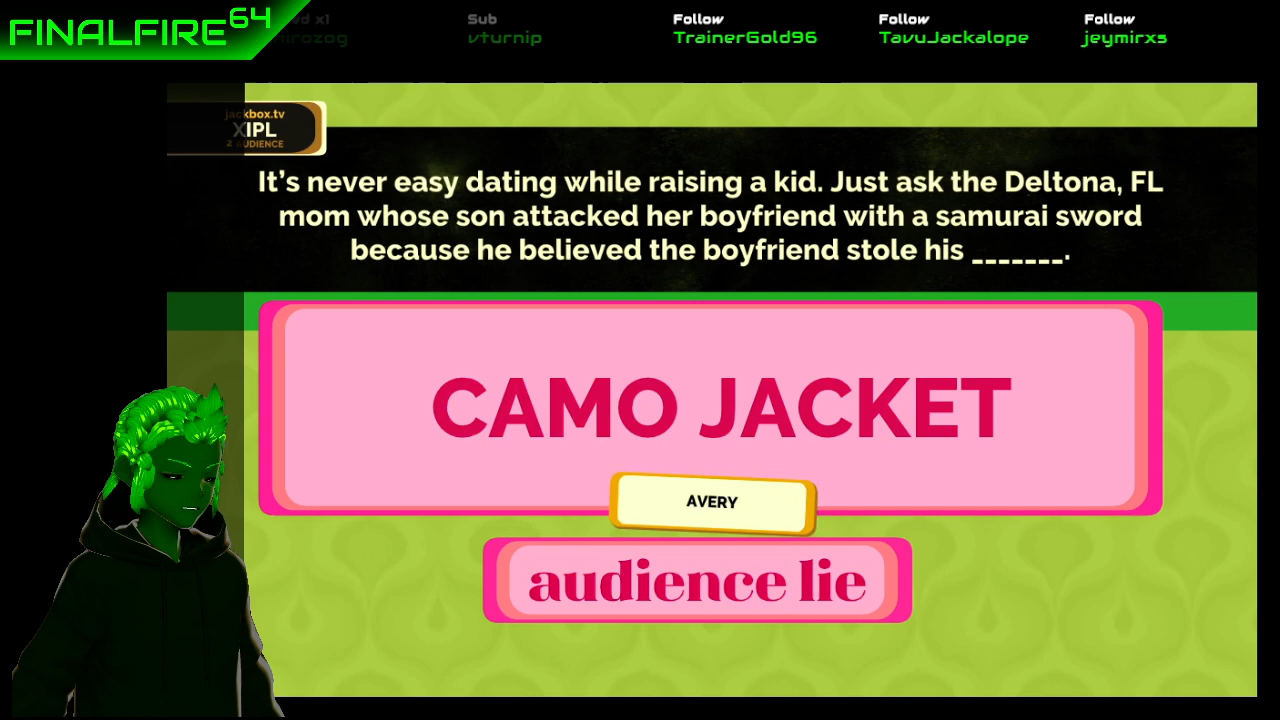 FINALFIRE64
x1
Sub
vturnip
Follow
TrainerGold96
Follow
TavuJackalope
Follow
jeymirxs
jackbox.tv
XIPL
2 AUDIENCE
It's never easy dating while raising a kid. Just ask the Deltona, FL
mom whose son attacked her boyfriend with a samurai sword
because he believed the boyfriend stole his _______.
CAMO JACKET
AVERY
audience lie